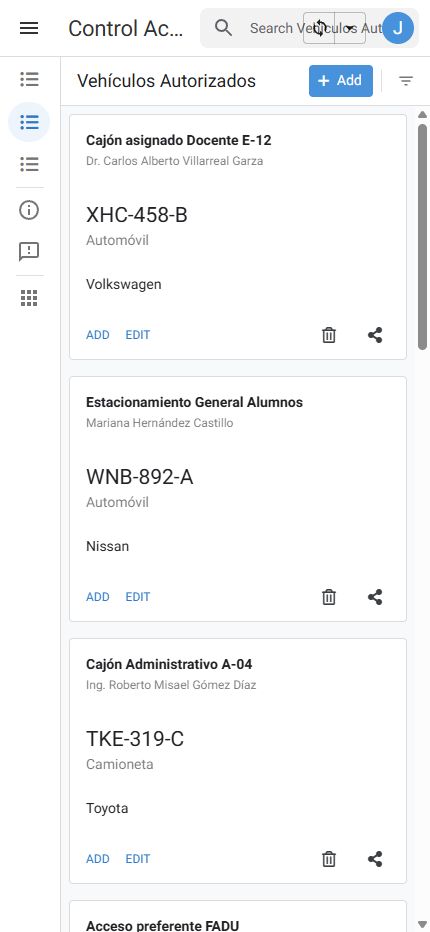 Control Ac...
Search Vehículos Aut
J
Vehículos Autorizados
+ Add
Cajón asignado Docente E-12
Dr. Carlos Alberto Villarreal Garza
XHC-458-B
Automóvil
Volkswagen
ADD EDIT
Estacionamiento General Alumnos
Mariana Hernández Castillo
WNB-892-A
Automóvil
Nissan
ADD EDIT
Cajón Administrativo A-04
Ing. Roberto Misael Gómez Díaz
TKE-319-C
Camioneta
Toyota
ADD EDIT
Acceso preferente FADU